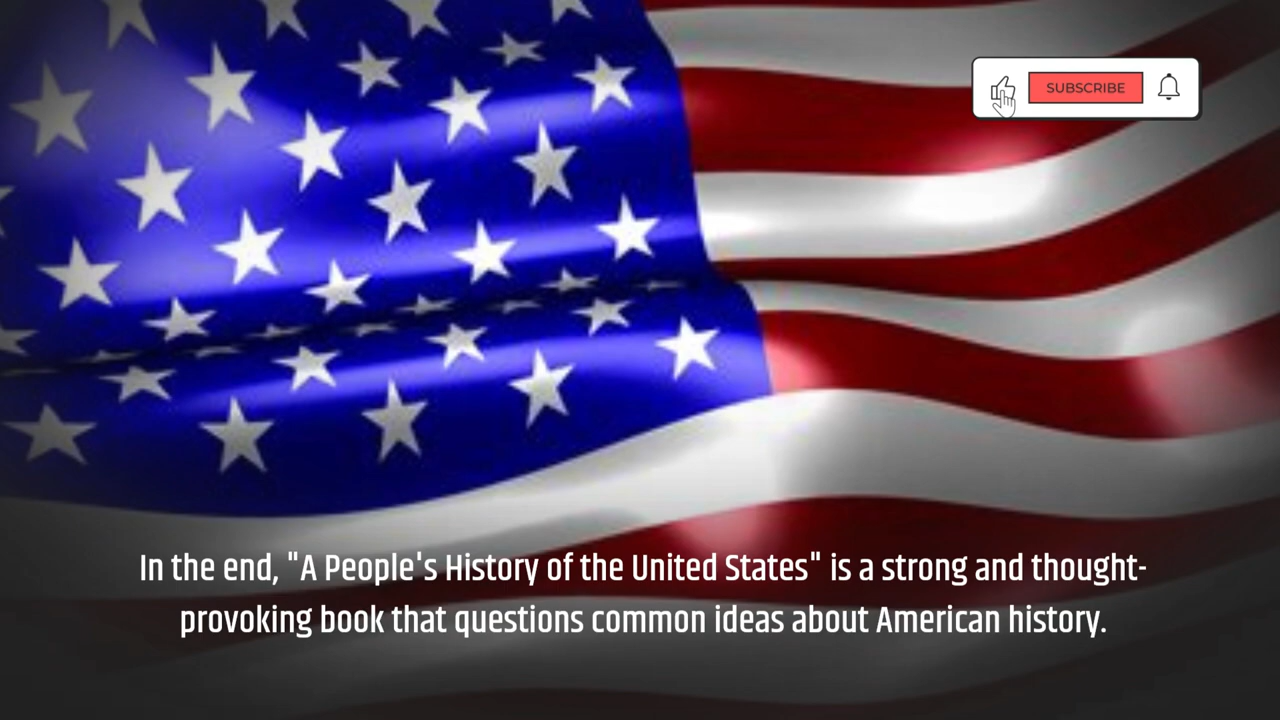 SUBSCRIBE
In the end, "A People's History of the United States" is a strong and thought-
provoking book that questions common ideas about American history.